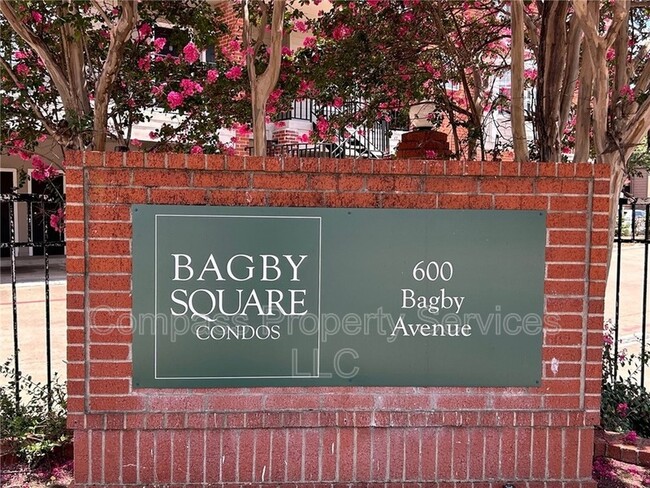 BAGBY
SQUARE
CONDOS
600
Bagby
Avenue
Compass Property Services
LLC